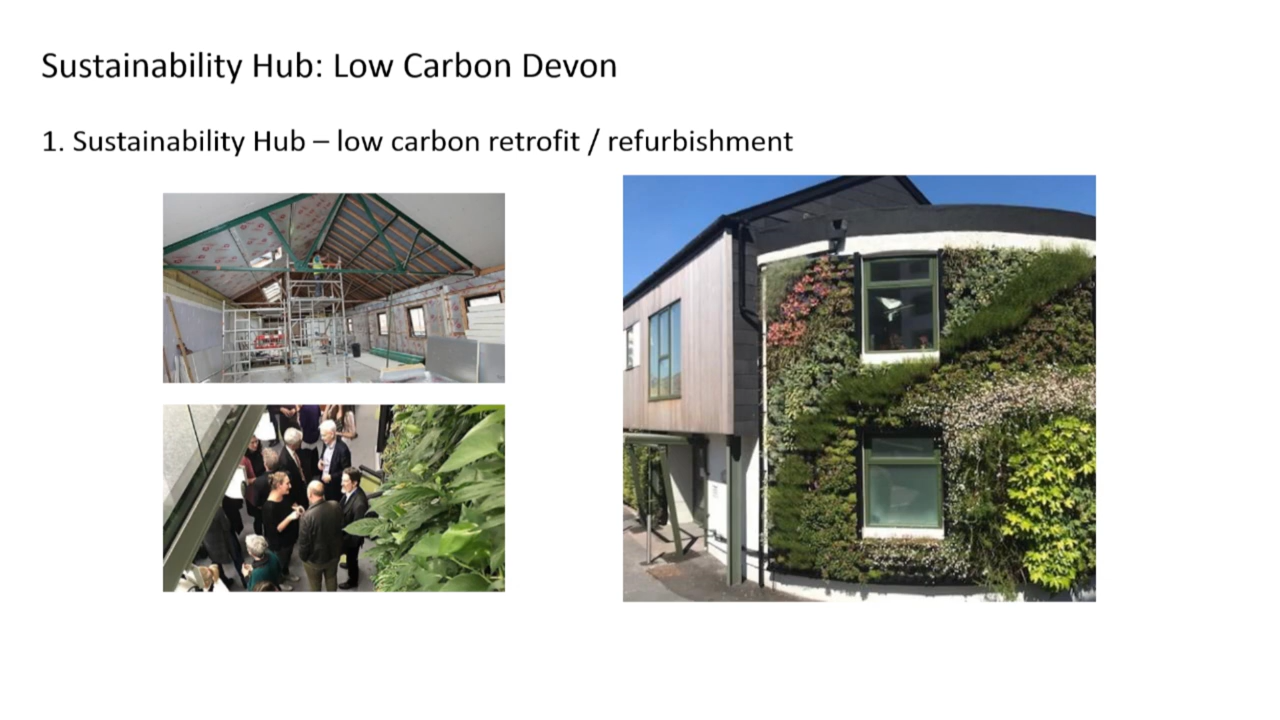 Sustainability Hub: Low Carbon Devon
1. Sustainability Hub – low carbon retrofit / refurbishment